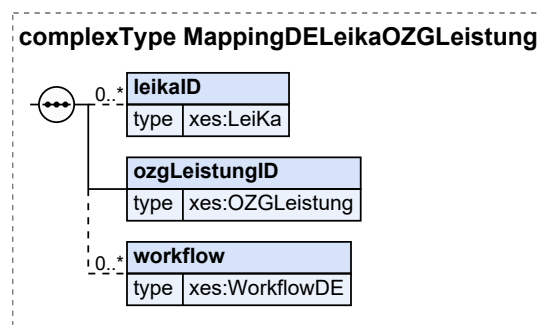 complexType MappingDELeikaOZGLeistung
0..* leikaID
type xes:LeiKa
ozgLeistungID
type xes:OZGLeistung
0..* workflow
type xes:WorkflowDE